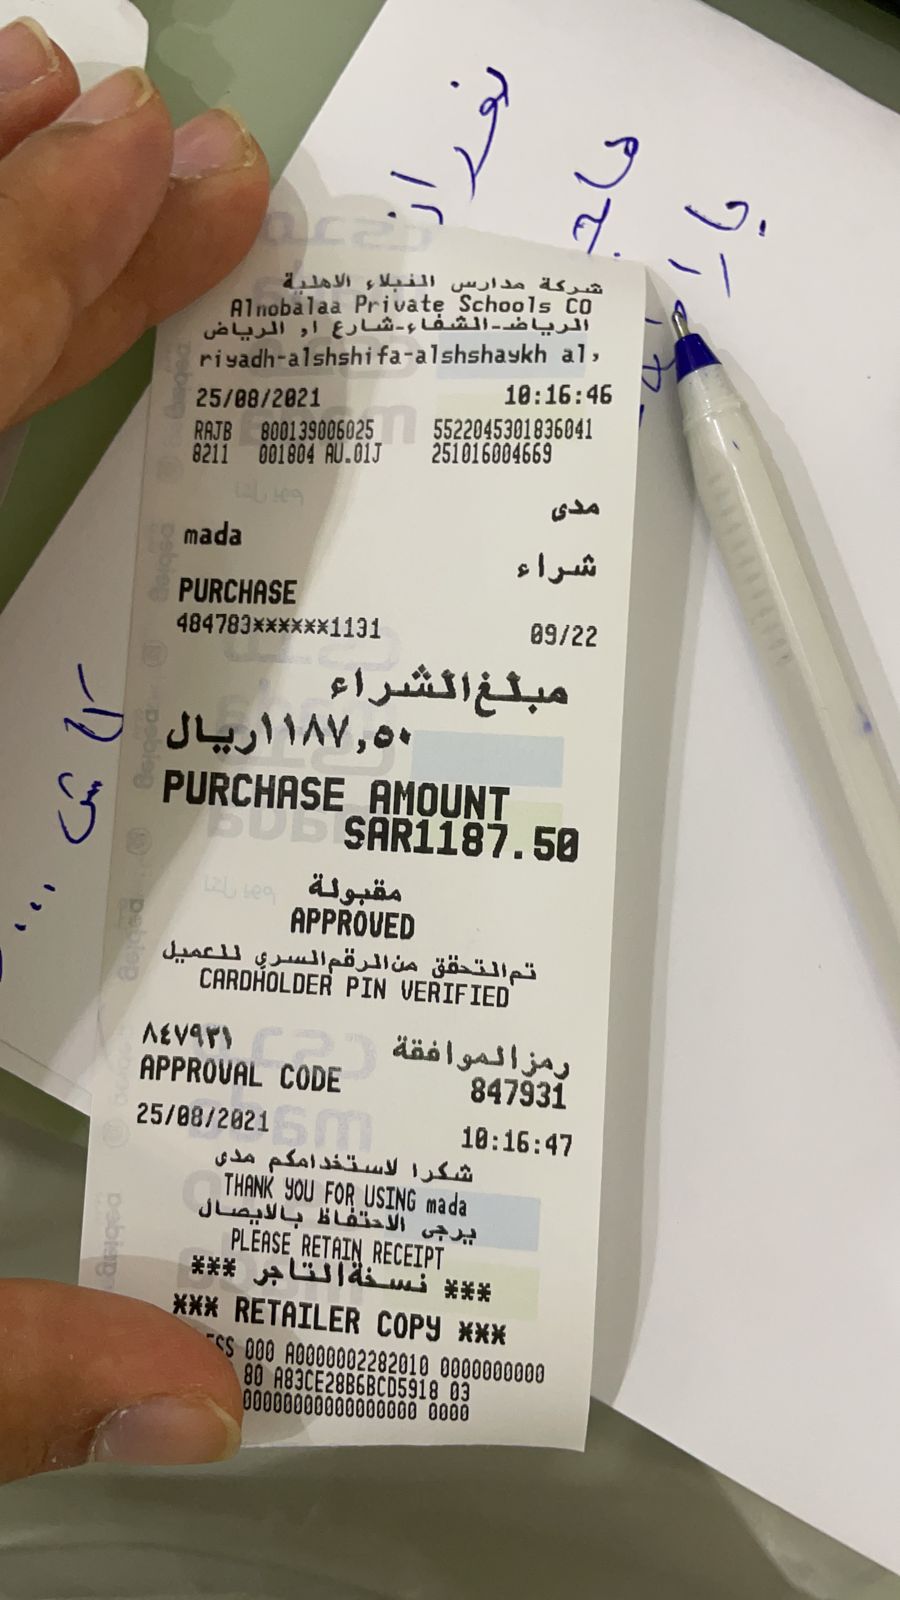 شركة مدارس النبلاء الاهلية
Alnobalaa Private Schools CO
الرياض-الشفاء-شارع او الرياض
riyadh-alshshifa-alshshaykh al,
25/08/2021 10:16:46
RAJB 800139006025 5522045301836041
8211 001804 AU.01J 251016004669
مدى
mada
شراء
PURCHASE
484783******1131 09/22
مبلغ الشراء
١١٨٧,٥٠ ريال
PURCHASE AMOUNT
SAR1187.50
مقبولة
APPROVED
تم التحقق من الرقم السري للعميل
CARDHOLDER PIN VERIFIED
رمز الموافقة ٨٤٧٩٣١
APPROVAL CODE 847931
25/08/2021 10:16:47
شكرا لاستخدامكم مدى
THANK YOU FOR USING mada
يرجى الاحتفاظ بالايصال
PLEASE RETAIN RECEIPT
*** نسخة التاجر ***
*** RETAILER COPY ***
000 A0000002282010 0000000000
80 A83CE28B6BCD5918 03
00000000000000000 0000